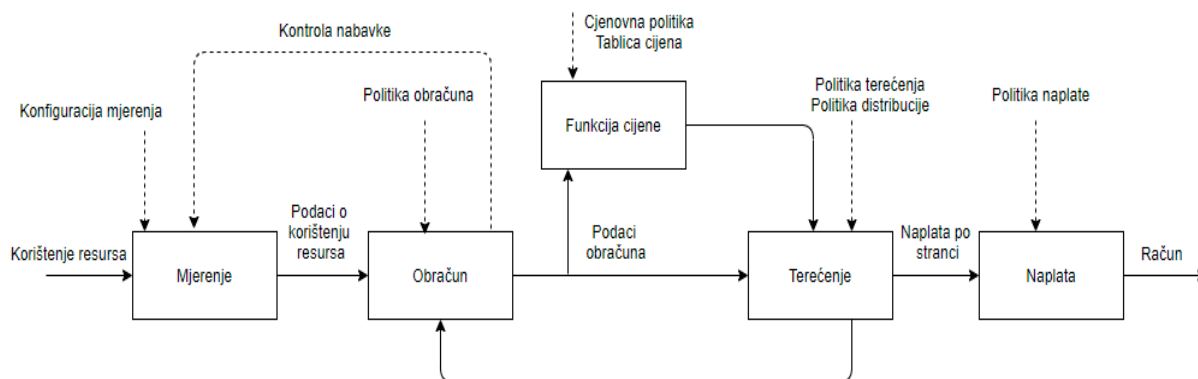 Cjenovna politika
Tablica cijena
Kontrola nabavke
Politika terećenja
Politika distribucije
Politika obračuna
Politika naplate
Konfiguracija mjerenja
Funkcija cijene
Podaci o
korištenju
resursa
Podaci
obračuna
Naplata po
stranci
Korištenje resursa
Mjerenje
Obračun
Terećenje
Naplata
Račun